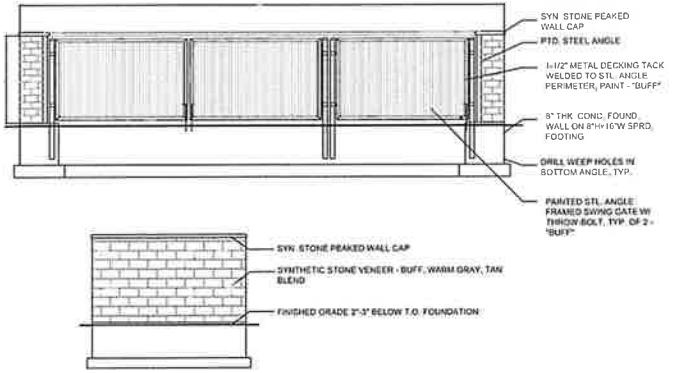 SYN STONE PEAKED
WALL CAP
PTD. STEEL ANGLE
1-1/2" METAL DECKING TACK
WELDED TO STL. ANGLE
PERIMETER, PAINT - "BUFF"
8" THK. CONC. FOUND.
WALL ON 8"H×16"W SPRD.
FOOTING
DRILL WEEP HOLES IN
BOTTOM ANGLE, TYP.
PAINTED STL. ANGLE
FRAMED SWING GATE W/
THROW-BOLT, TYP. OF 2 -
"BUFF"
SYN. STONE PEAKED WALL CAP
SYNTHETIC STONE VENEER - BUFF, WARM GRAY, TAN
BLEND
FINISHED GRADE 2"-3" BELOW T.O. FOUNDATION